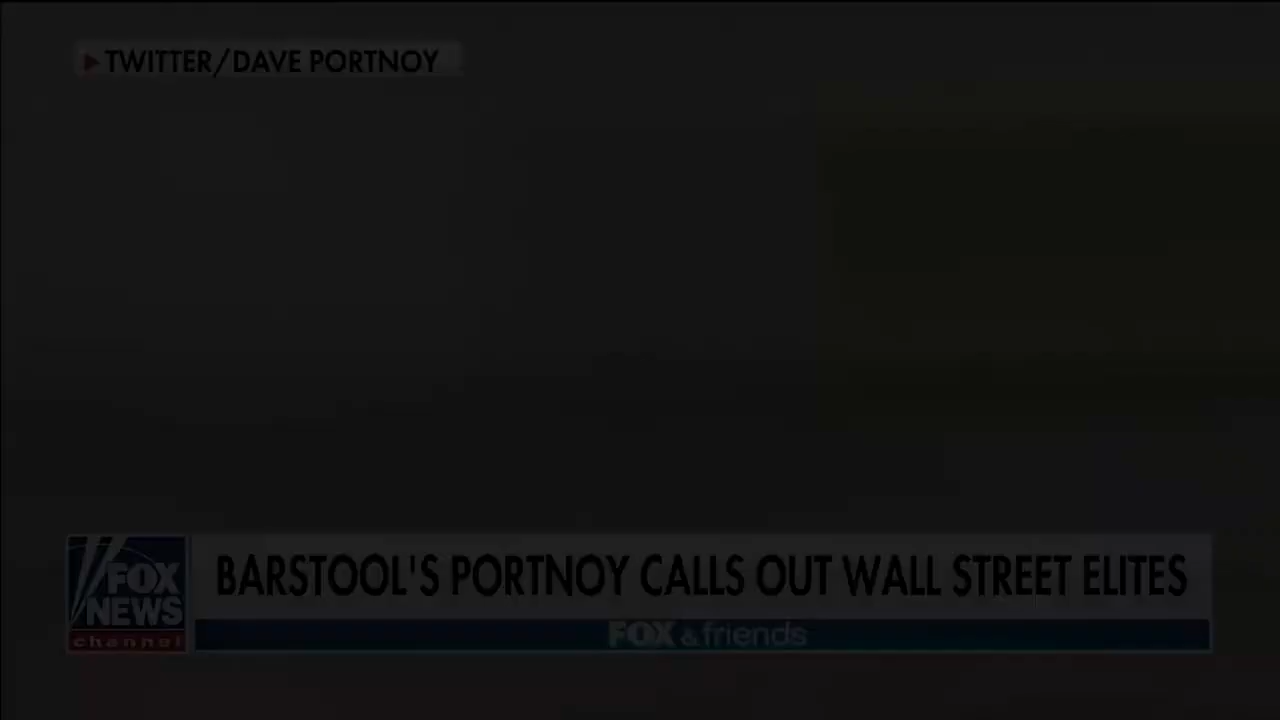 TWITTER/DAVE PORTNOY
BARSTOOL'S PORTNOY CALLS OUT WALL STREET ELITES
FOX
NEWS
channel
FOX & friends